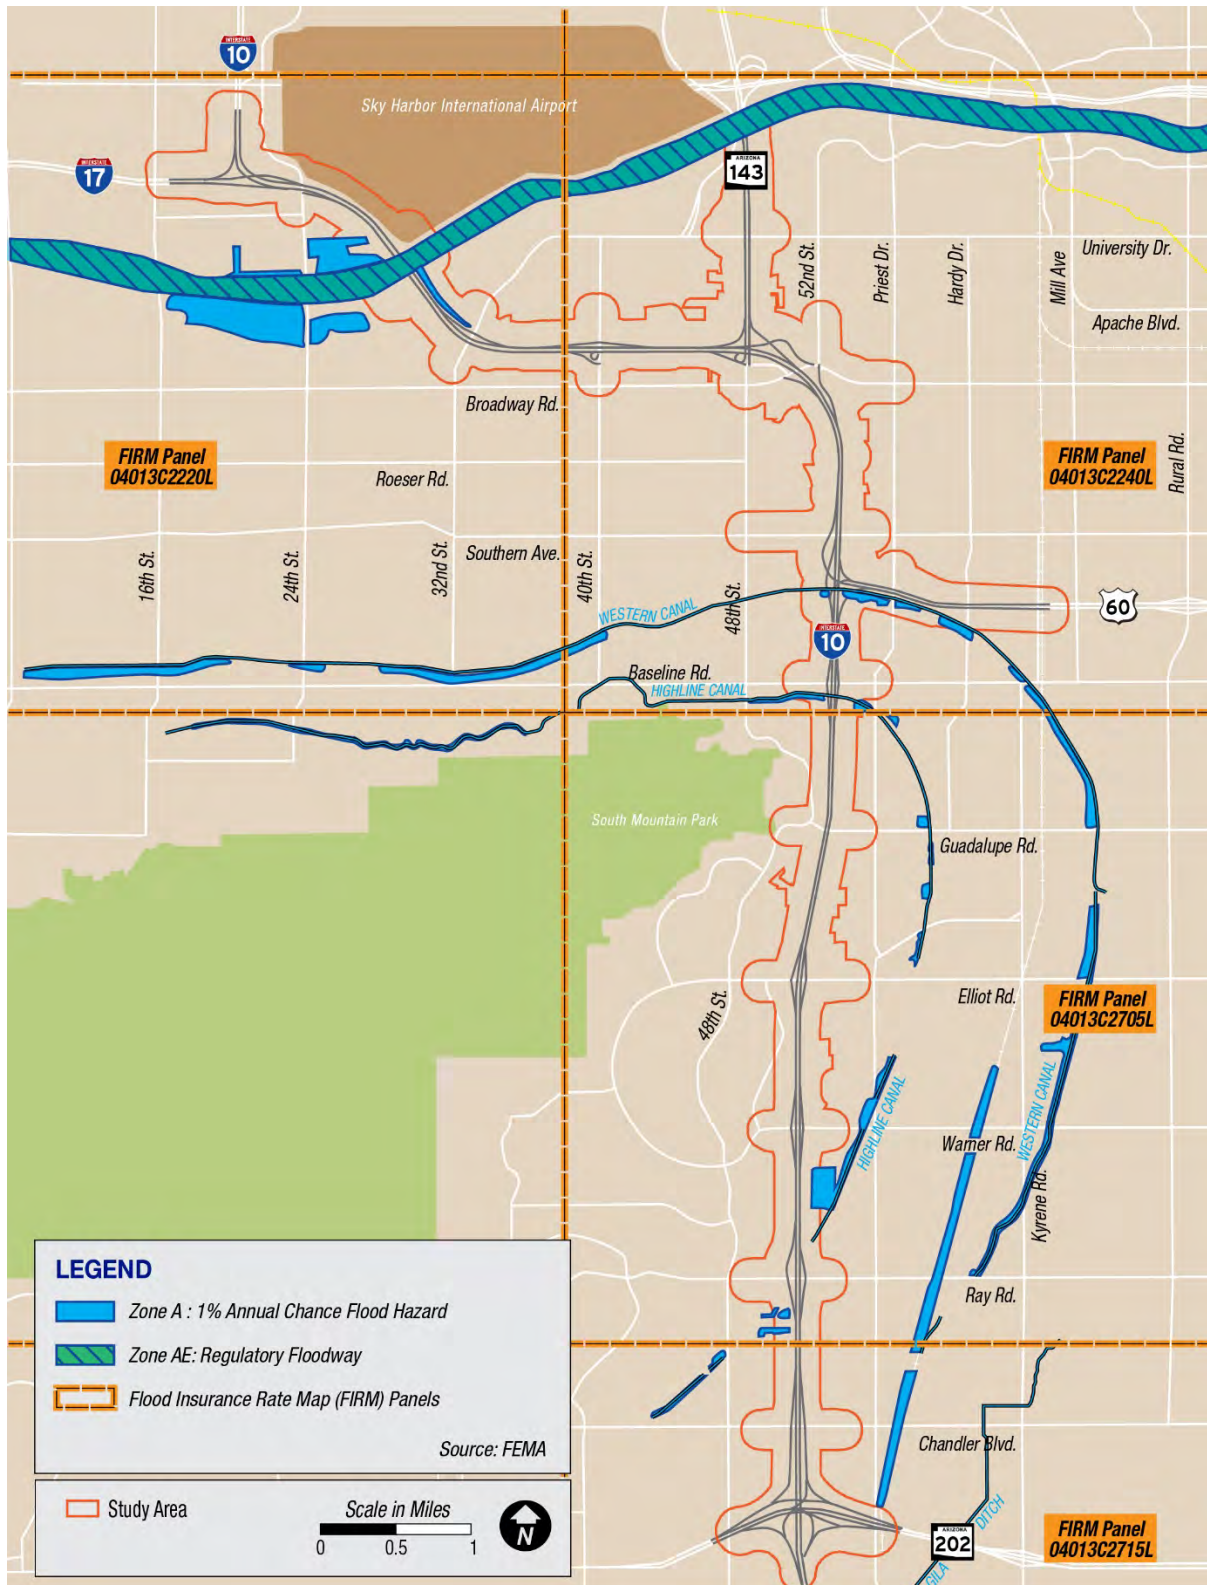 INTERSTATE
10
Sky Harbor International Airport
INTERSTATE
17
ARIZONA
143
52nd St.
Priest Dr.
Hardy Dr.
Mill Ave
University Dr.
Apache Blvd.
Broadway Rd.
FIRM Panel
04013C2220L
Roeser Rd.
FIRM Panel
04013C2240L
Rural Rd.
16th St.
24th St.
32nd St.
Southern Ave.
40th St.
48th St.
WESTERN CANAL
60
INTERSTATE
10
Baseline Rd.
HIGHLINE CANAL
South Mountain Park
Guadalupe Rd.
48th St.
Elliot Rd.
FIRM Panel
04013C2705L
HIGHLINE CANAL
WESTERN CANAL
Warner Rd.
Kyrene Rd.
Ray Rd.
LEGEND
Zone A : 1% Annual Chance Flood Hazard
Zone AE: Regulatory Floodway
Flood Insurance Rate Map (FIRM) Panels
Source: FEMA
Chandler Blvd.
Study Area
Scale in Miles
0 0.5 1
N
ARIZONA
202
GILA DITCH
FIRM Panel
04013C2715L